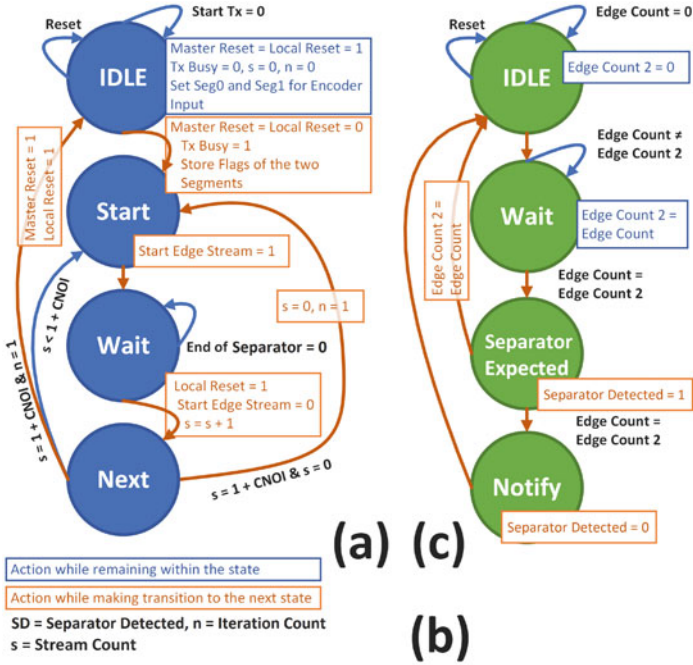 Start Tx = 0
Reset
IDLE
Master Reset = Local Reset = 1
Tx Busy = 0, s = 0, n = 0
Set Seg0 and Seg1 for Encoder
Input
Master Reset = Local Reset = 0
Tx Busy = 1
Store Flags of the two
Segments
Master Reset = 1
Local Reset = 1
Start
Start Edge Stream = 1
s = 0, n = 1
Wait
End of Separator = 0
s < 1 + CNOI
s = 1 + CNOI & n = 1
Local Reset = 1
Start Edge Stream = 0
s = s + 1
Next
s = 1 + CNOI & s = 0
(a)
Edge Count = 0
Reset
IDLE
Edge Count 2 = 0
Edge Count ≠
Edge Count 2
Wait
Edge Count 2 =
Edge Count
Edge Count 2 =
Edge Count
Edge Count =
Edge Count 2
Separator
Expected
Separator Detected = 1
Edge Count =
Edge Count 2
Notify
Separator Detected = 0
(c)
Action while remaining within the state
Action while making transition to the next state
SD = Separator Detected, n = Iteration Count
s = Stream Count
(b)